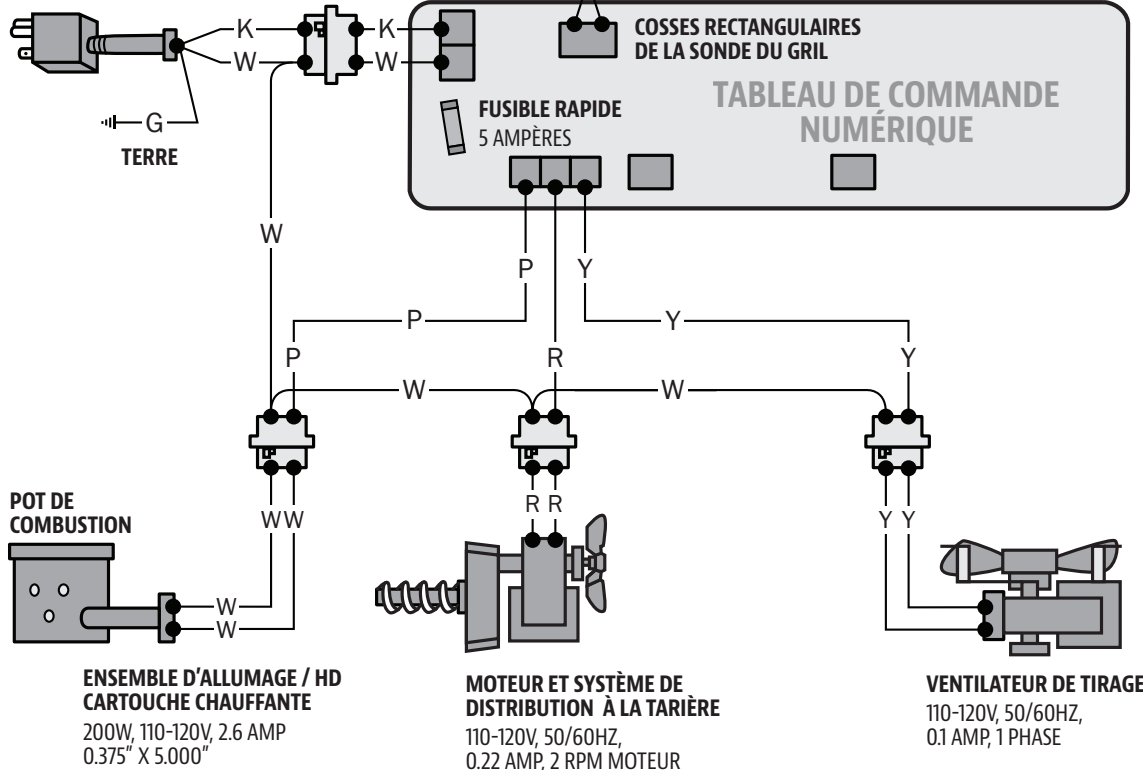 K
K
W
W
G
TERRE
COSSES RECTANGULAIRES
DE LA SONDE DU GRIL
TABLEAU DE COMMANDE
NUMÉRIQUE
FUSIBLE RAPIDE
5 AMPÈRES
W
P
Y
P
Y
P
R
Y
W
W
POT DE
COMBUSTION
W W
R R
Y Y
W
W
ENSEMBLE D'ALLUMAGE / HD
CARTOUCHE CHAUFFANTE
200W, 110-120V, 2.6 AMP
0.375" X 5.000"
MOTEUR ET SYSTÈME DE
DISTRIBUTION À LA TARIÈRE
110-120V, 50/60HZ,
0.22 AMP, 2 RPM MOTEUR
VENTILATEUR DE TIRAGE
110-120V, 50/60HZ,
0.1 AMP, 1 PHASE